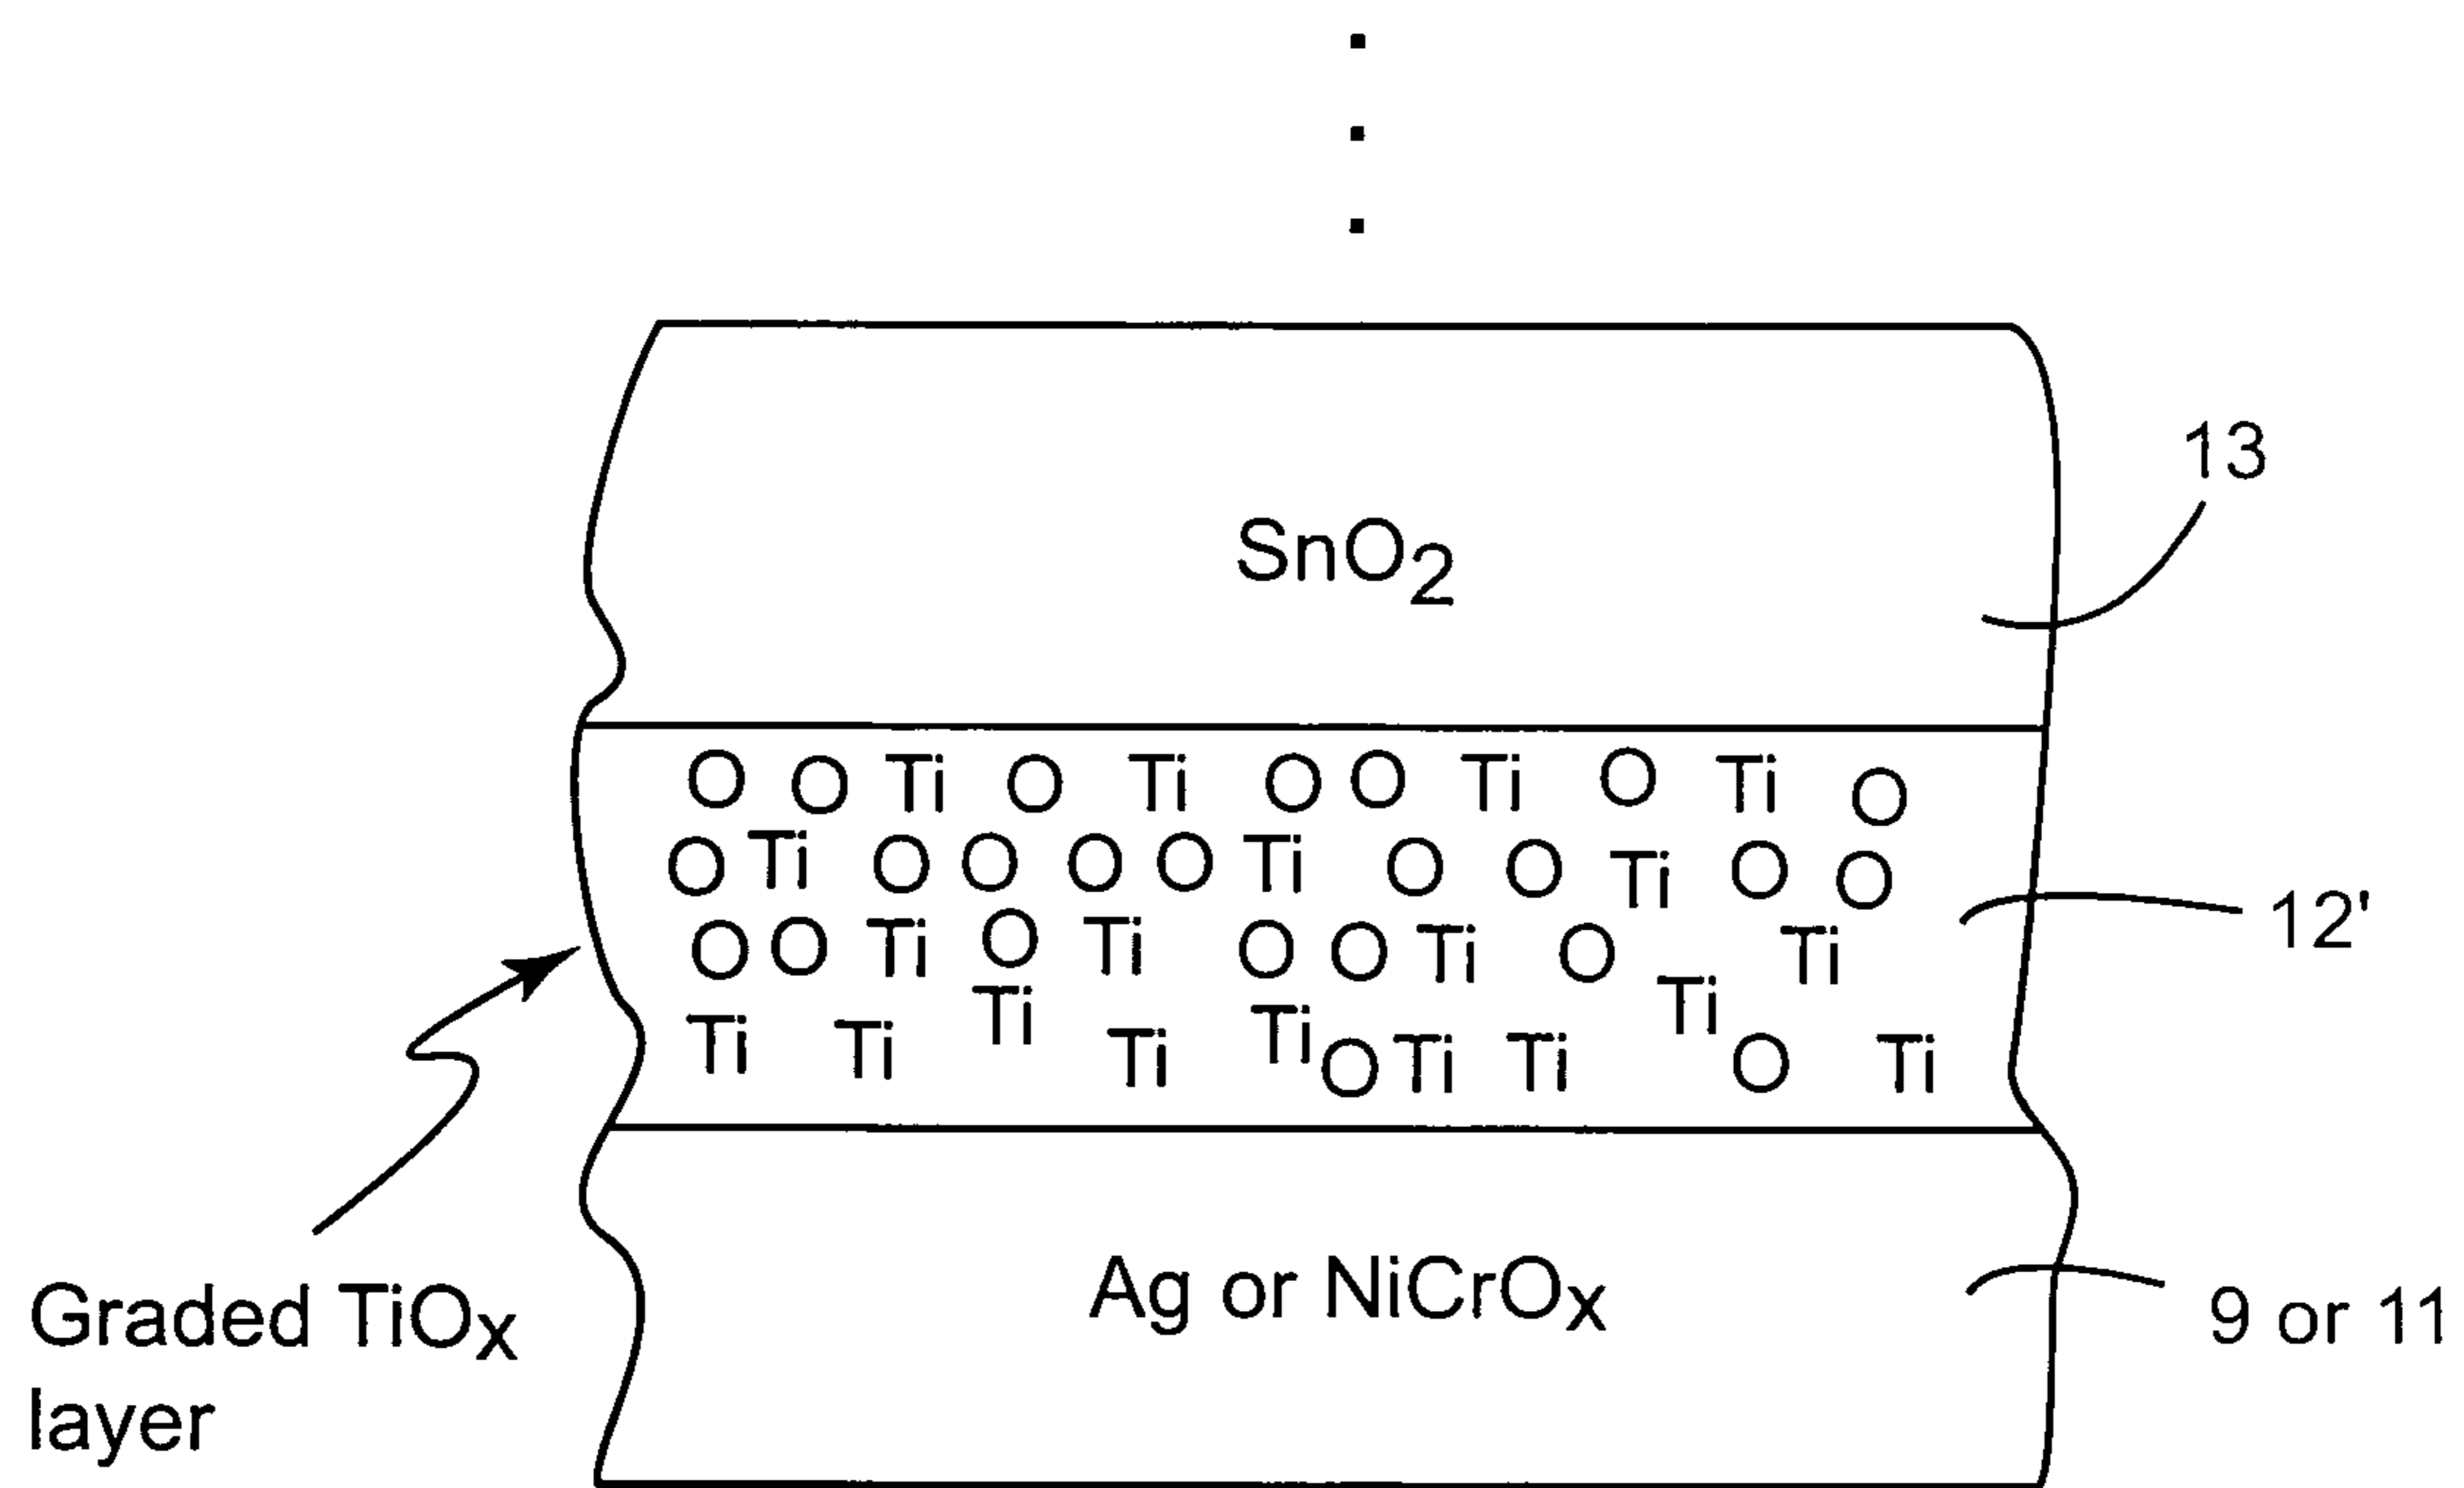 13
SnO₂
O O Ti O Ti O O Ti O Ti O
O Ti O O O O Ti O O Ti O O
O O Ti O Ti O O Ti O Ti
Ti Ti Ti Ti Ti O Ti Ti Ti O Ti
12'
Ag or NiCrOₓ
9 or 11
Graded TiOₓ
layer